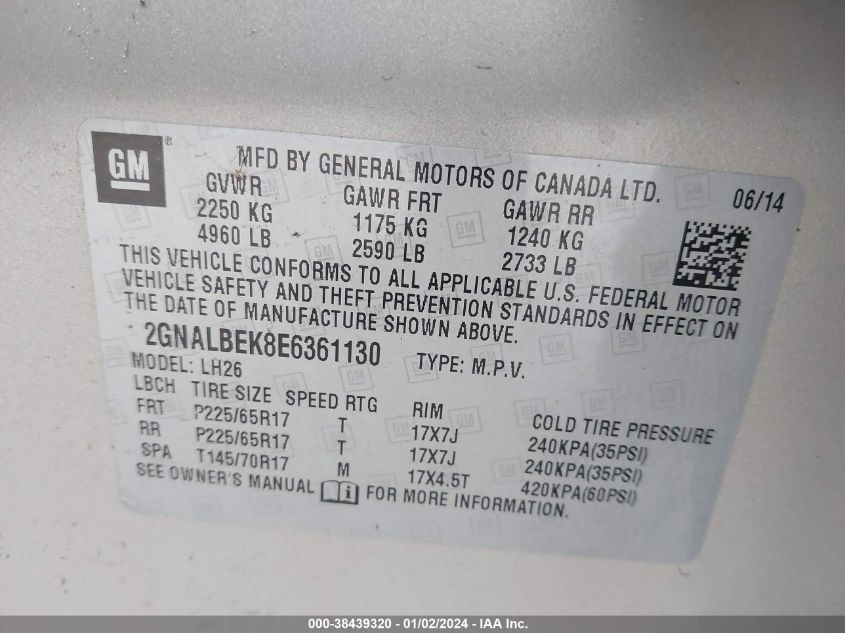 GM ®
MFD BY GENERAL MOTORS OF CANADA LTD. 06/14
GVWR GAWR FRT GAWR RR
2250 KG 1175 KG 1240 KG
4960 LB 2590 LB 2733 LB
THIS VEHICLE CONFORMS TO ALL APPLICABLE U.S. FEDERAL MOTOR
VEHICLE SAFETY AND THEFT PREVENTION STANDARDS IN EFFECT ON
THE DATE OF MANUFACTURE SHOWN ABOVE.
2GNALBEK8E6361130 TYPE: M.P.V.
MODEL: LH26
LBCH TIRE SIZE SPEED RTG RIM COLD TIRE PRESSURE
FRT P225/65R17 T 17X7J 240KPA(35PSI)
RR P225/65R17 T 17X7J 240KPA(35PSI)
SPA T145/70R17 M 17X4.5T 420KPA(60PSI)
SEE OWNER'S MANUAL i FOR MORE INFORMATION.
000-38439320 - 01/02/2024 - IAA Inc.